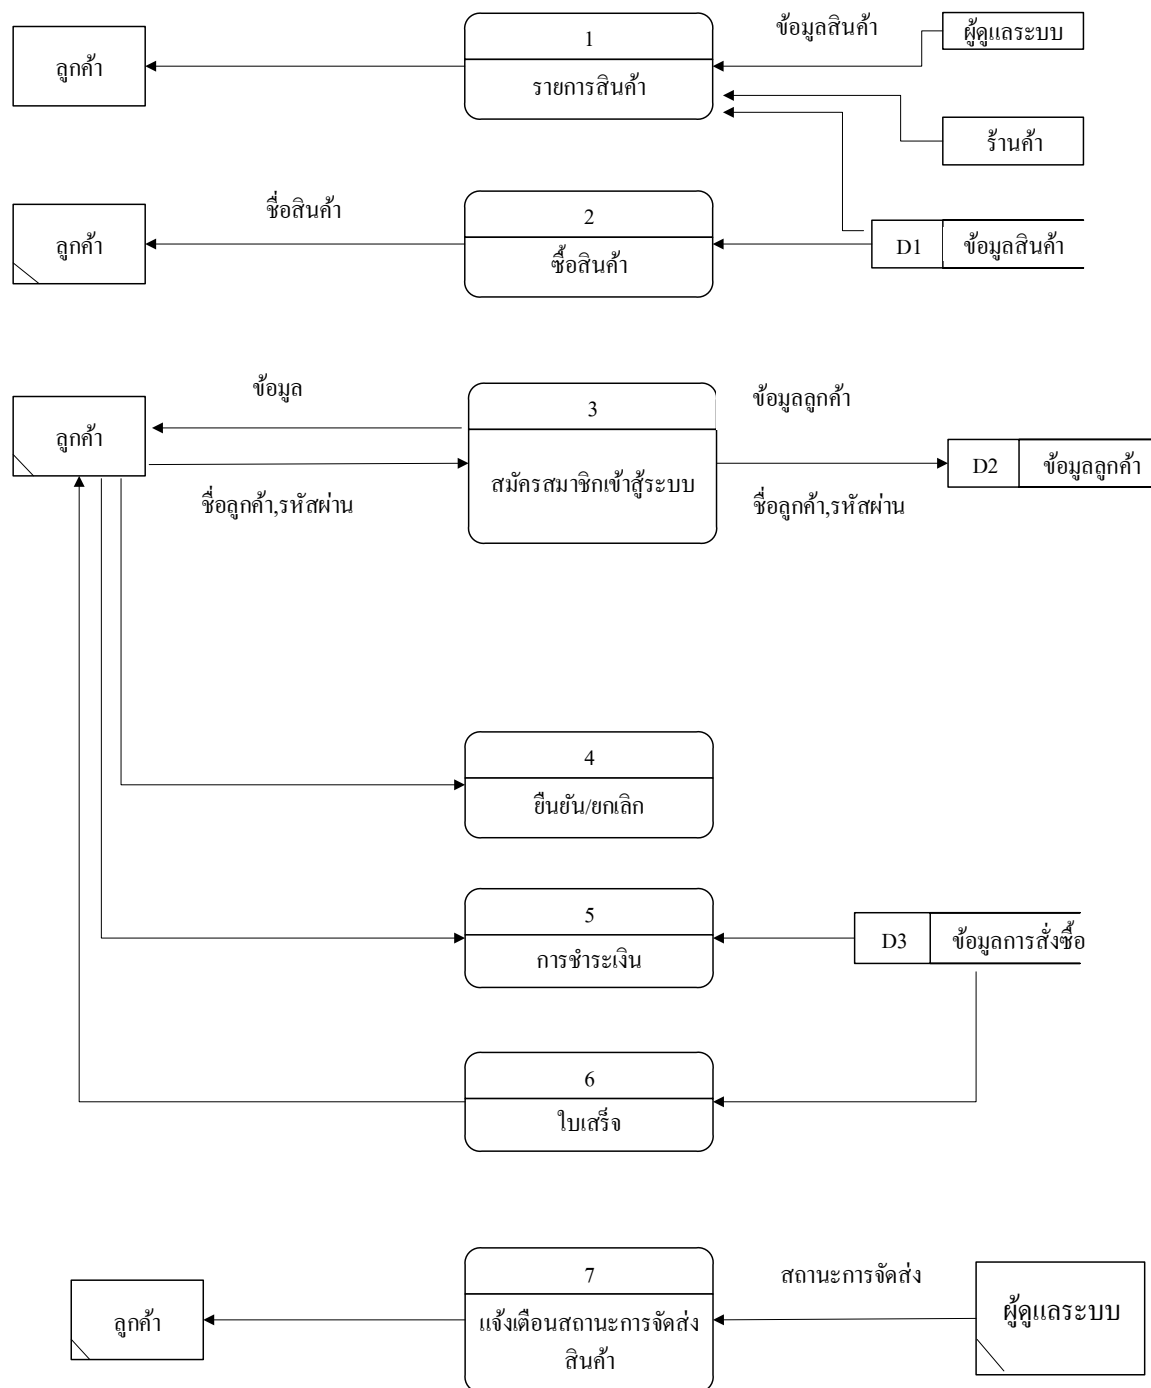 ลูกค้า
1
รายการสินค้า
ข้อมูลสินค้า
ผู้ดูแลระบบ
ร้านค้า
ลูกค้า
ชื่อสินค้า
2
ซื้อสินค้า
D1
ข้อมูลสินค้า
ลูกค้า
ข้อมูล
ชื่อลูกค้า,รหัสผ่าน
3
สมัครสมาชิกเข้าสู้ระบบ
ข้อมูลลูกค้า
ชื่อลูกค้า,รหัสผ่าน
D2
ข้อมูลลูกค้า
4
ยืนยัน/ยกเลิก
5
การชำระเงิน
D3
ข้อมูลการสั่งซื้อ
6
ใบเสร็จ
ลูกค้า
7
แจ้งเตือนสถานะการจัดส่ง
สินค้า
สถานะการจัดส่ง
ผู้ดูแลระบบ